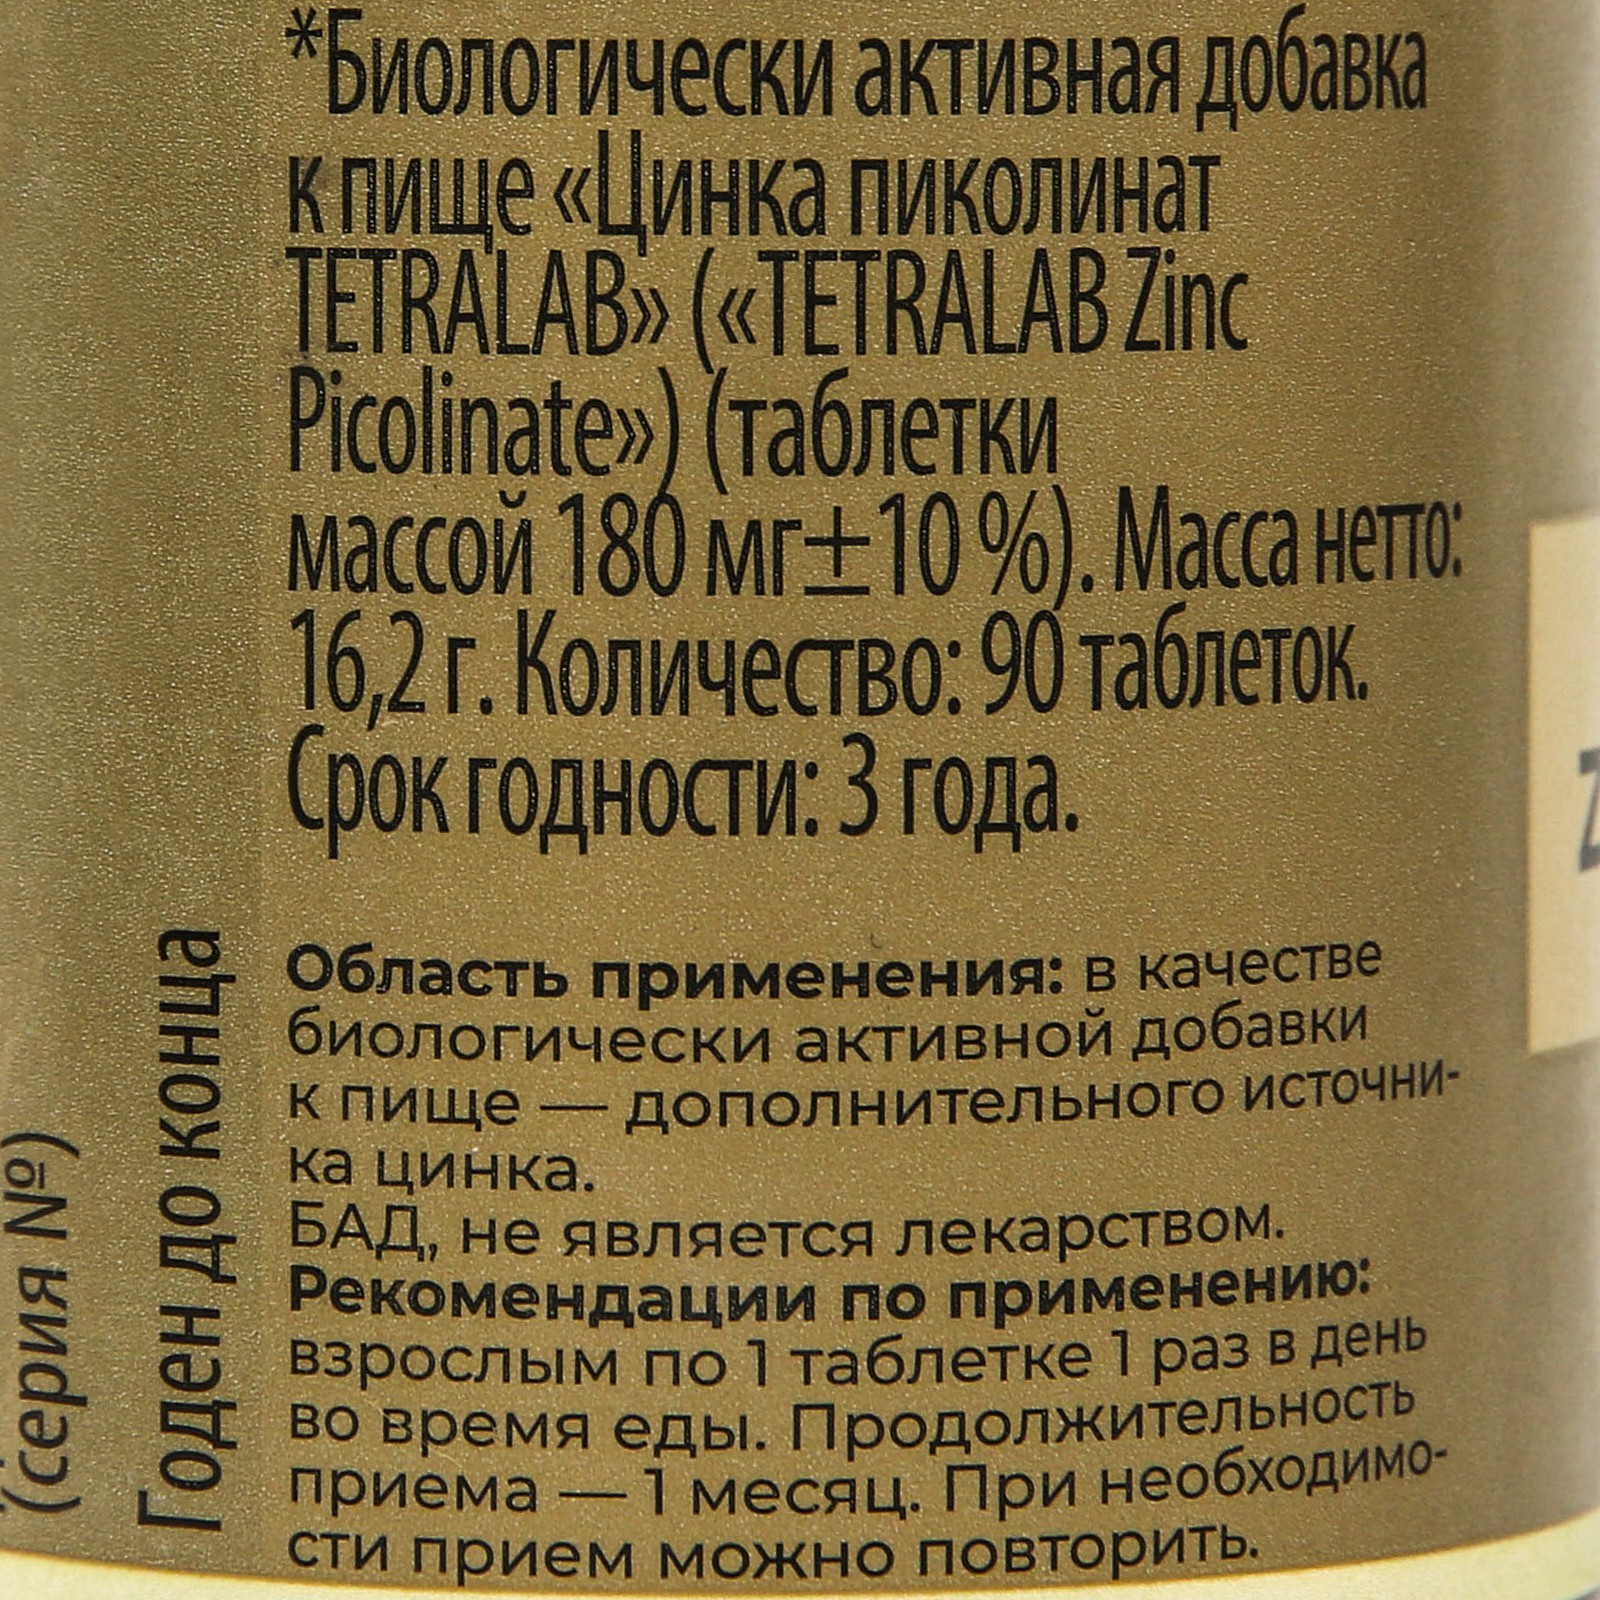 *Биологически активная добавка
к пище «Цинка пиколинат
TETRALAB» («TETRALAB Zinc
Picolinate») (таблетки
массой 180 мг±10 %). Масса нетто:
16,2 г. Количество: 90 таблеток.
Срок годности: 3 года.
Область применения: в качестве
биологически активной добавки
к пище — дополнительного источни-
ка цинка.
БАД, не является лекарством.
Рекомендации по применению:
взрослым по 1 таблетке 1 раз в день
во время еды. Продолжительность
приема — 1 месяц. При необходимо-
сти прием можно повторить.
Годен до конца
(серия №)